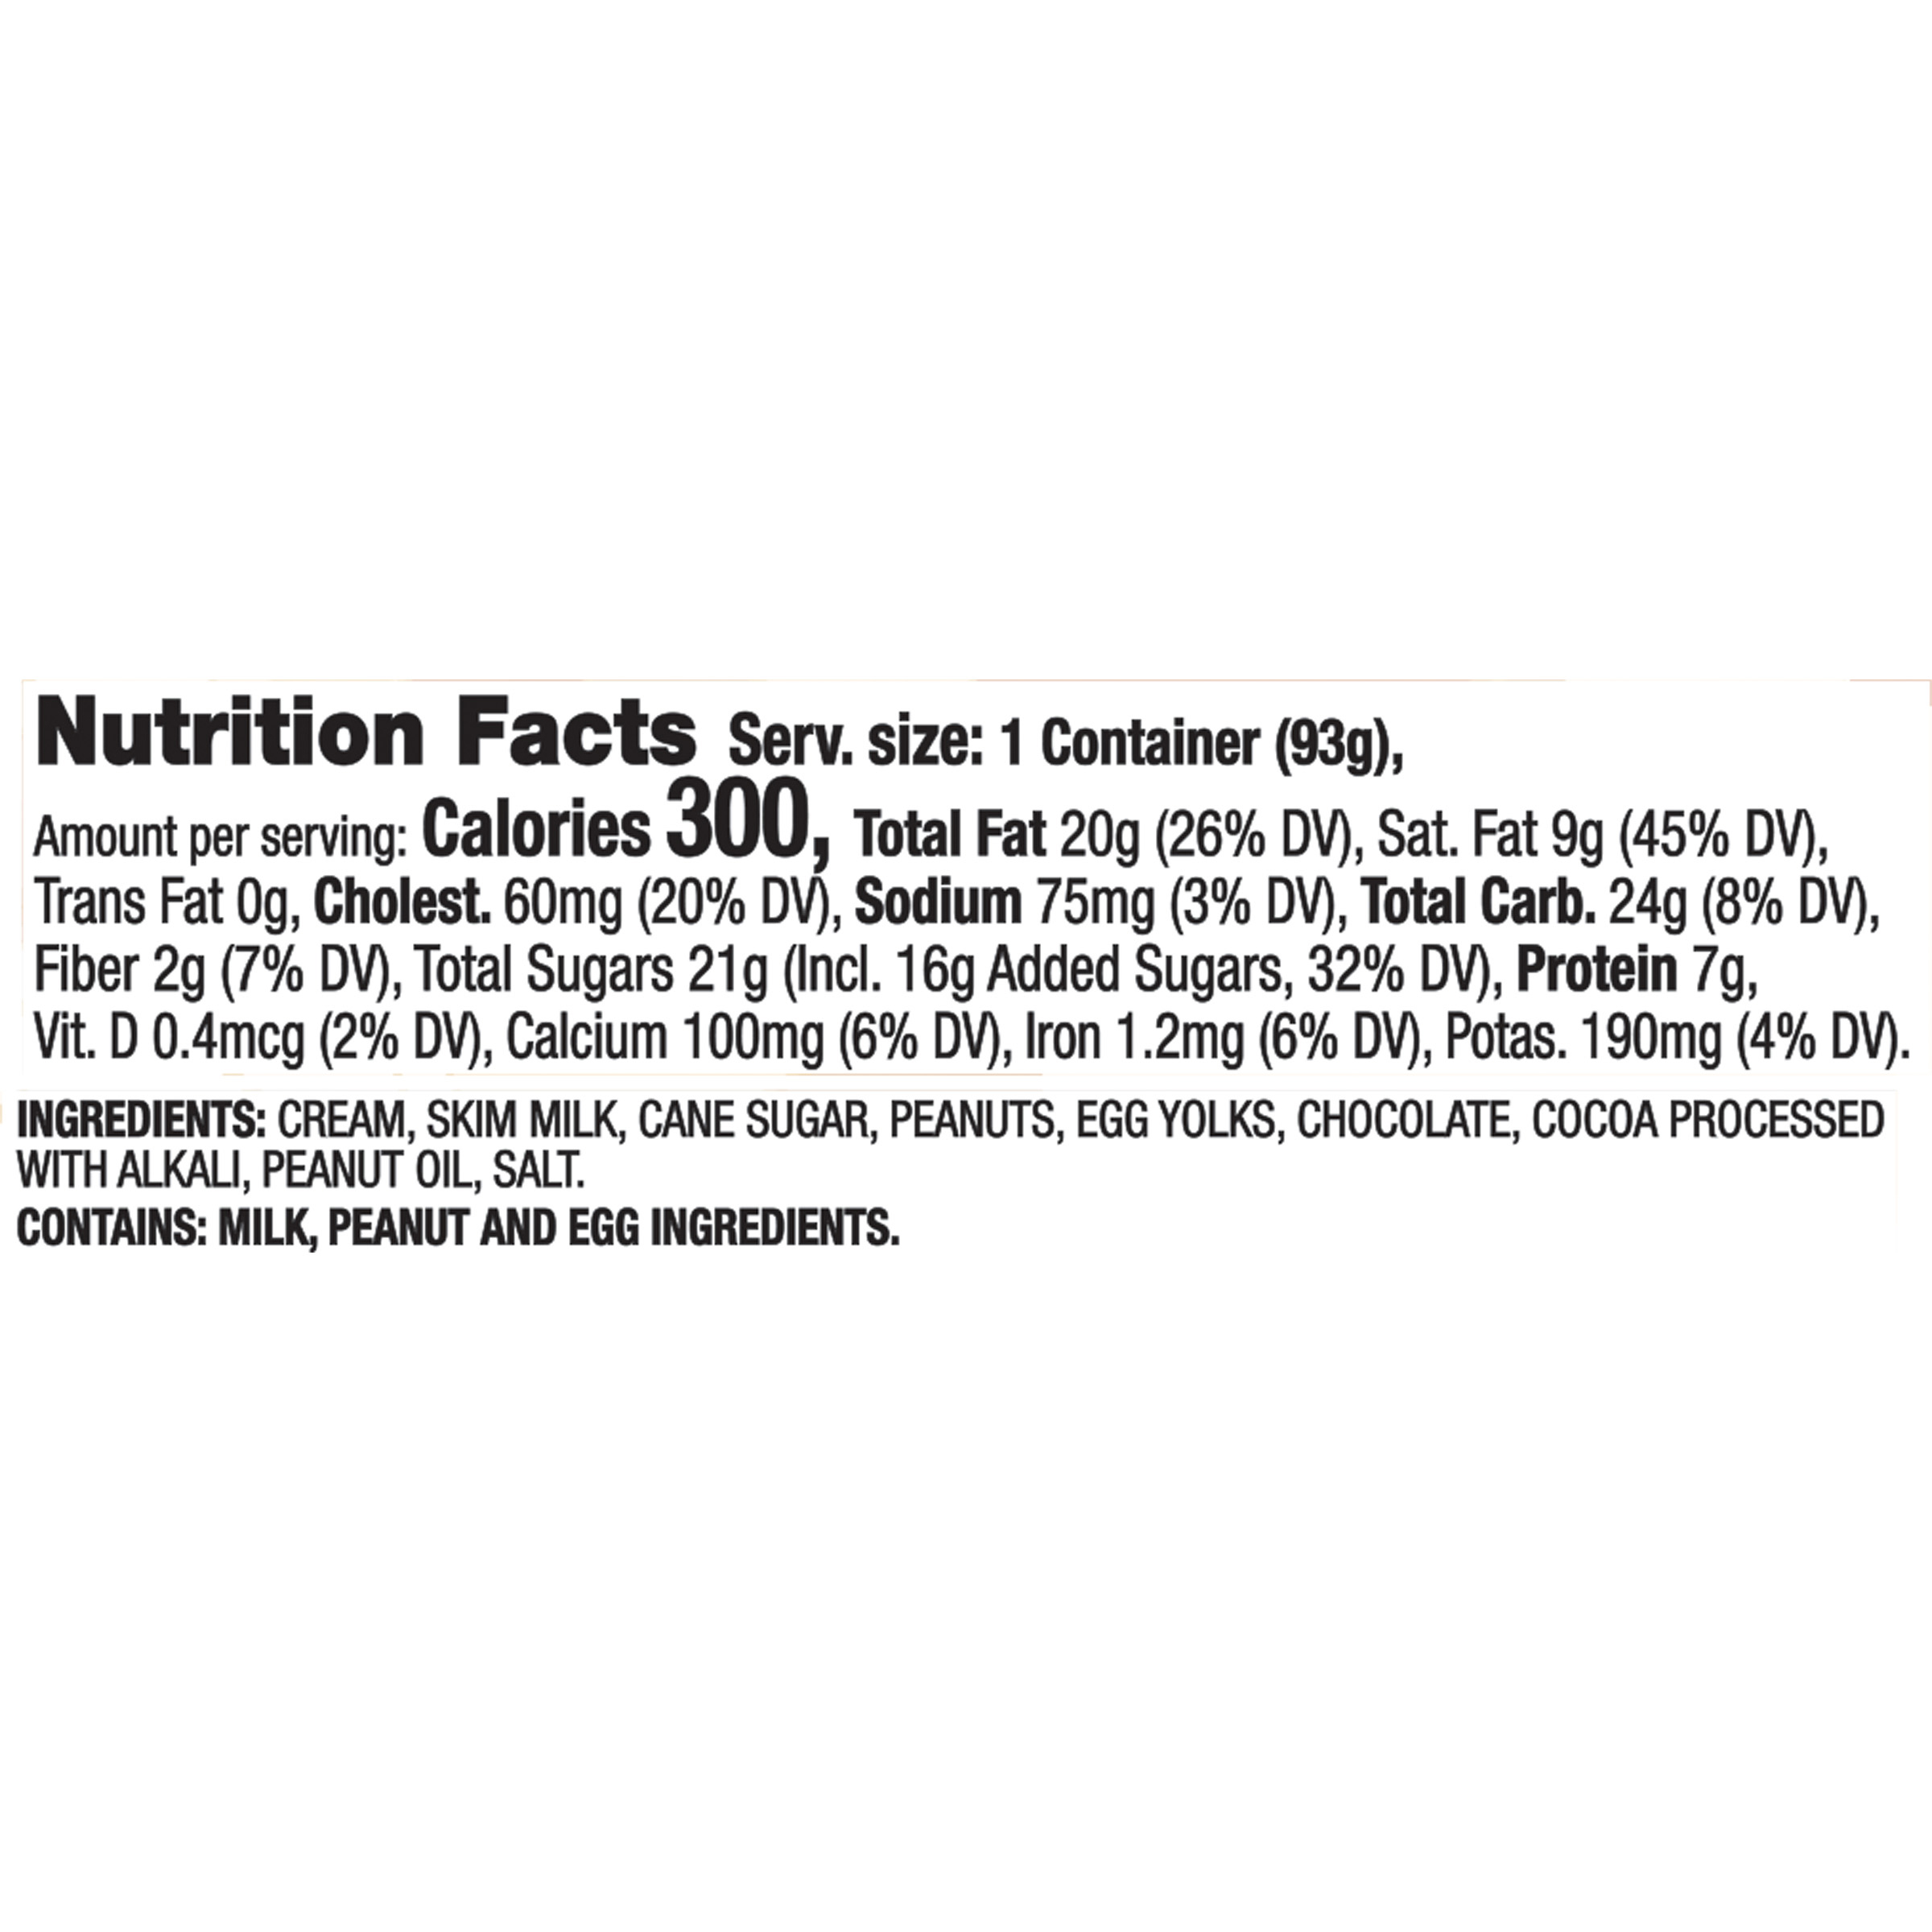 Nutrition Facts Serv. size: 1 Container (93g),
Amount per serving: Calories 300, Total Fat 20g (26% DV), Sat. Fat 9g (45% DV),
Trans Fat 0g, Cholest. 60mg (20% DV), Sodium 75mg (3% DV), Total Carb. 24g (8% DV),
Fiber 2g (7% DV), Total Sugars 21g (Incl. 16g Added Sugars, 32% DV), Protein 7g,
Vit. D 0.4mcg (2% DV), Calcium 100mg (6% DV), Iron 1.2mg (6% DV), Potas. 190mg (4% DV).
INGREDIENTS: CREAM, SKIM MILK, CANE SUGAR, PEANUTS, EGG YOLKS, CHOCOLATE, COCOA PROCESSED
WITH ALKALI, PEANUT OIL, SALT.
CONTAINS: MILK, PEANUT AND EGG INGREDIENTS.